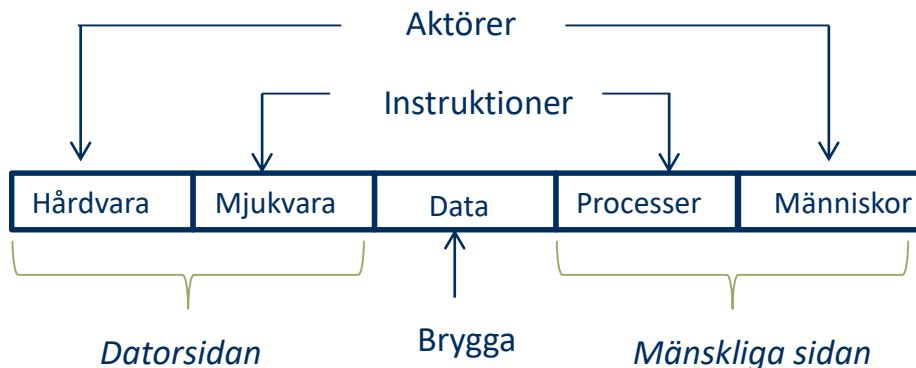 Aktörer
Instruktioner
Hårdvara Mjukvara Data Processer Människor
Datorsidan Brygga Mänskliga sidan